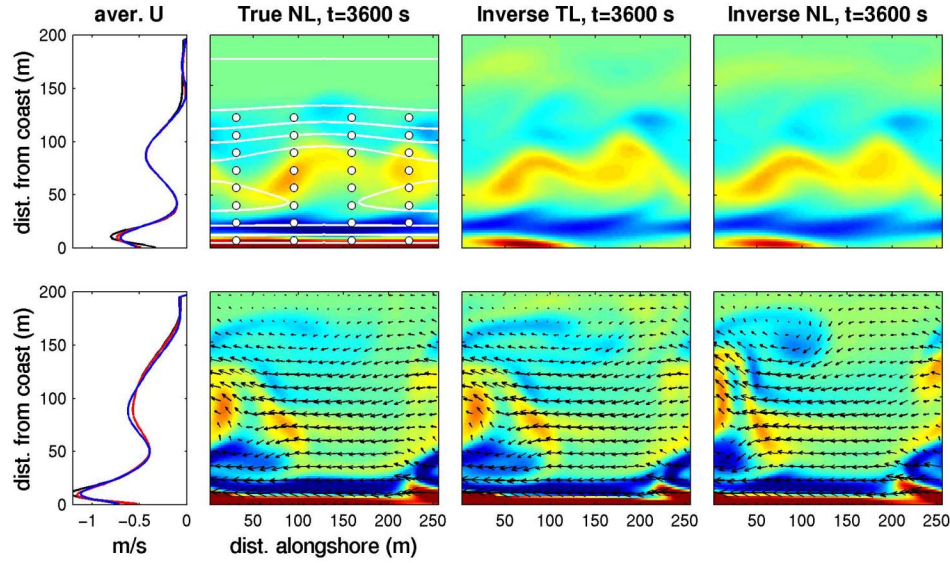 aver. U
True NL, t=3600 s
Inverse TL, t=3600 s
Inverse NL, t=3600 s
dist. from coast (m)
200
150
100
50
0
dist. from coast (m)
200
150
100
50
0
−1 −0.5 0
50 100 150 200 250
50 100 150 200 250
50 100 150 200 250
m/s
dist. alongshore (m)